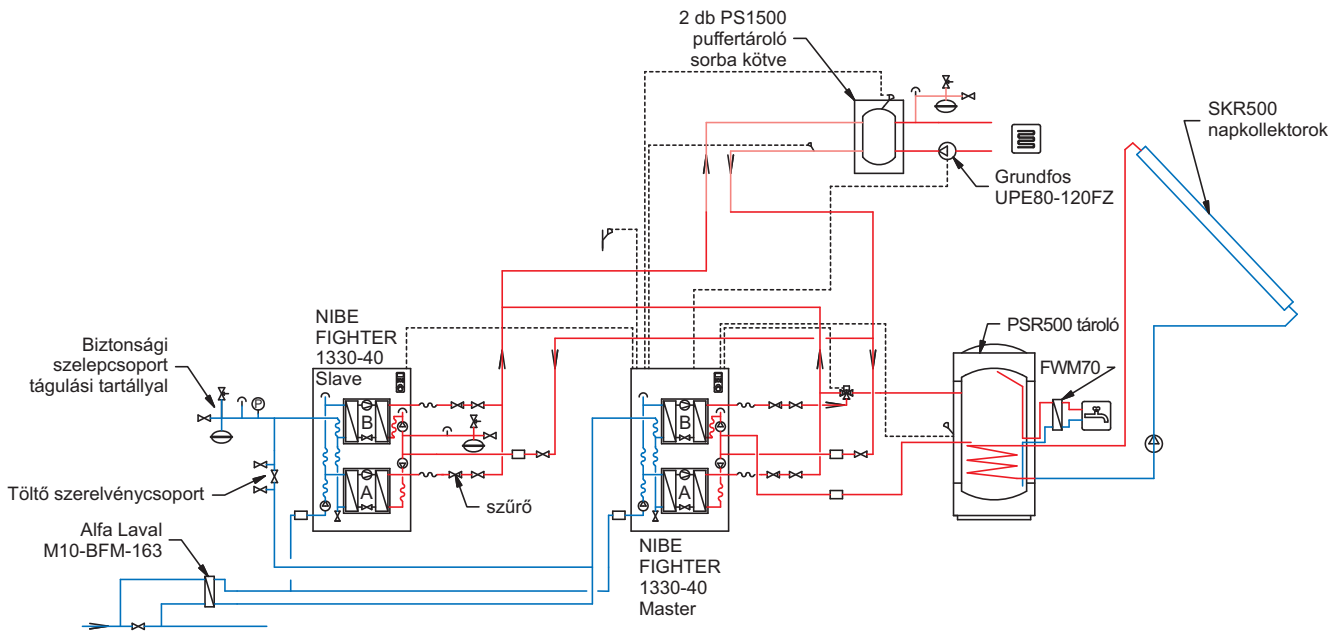 2 db PS1500
puffertároló
sorba kötve
SKR500
napkollektorok
Grundfos
UPE80-120FZ
NIBE
FIGHTER
1330-40
Slave
Biztonsági
szelepcsoport
tágulási tartállyal
PSR500 tároló
FWM70
P
B
B
A
A
Töltő szerelvénycsoport
szűrő
Alfa Laval
M10-BFM-163
NIBE
FIGHTER
1330-40
Master